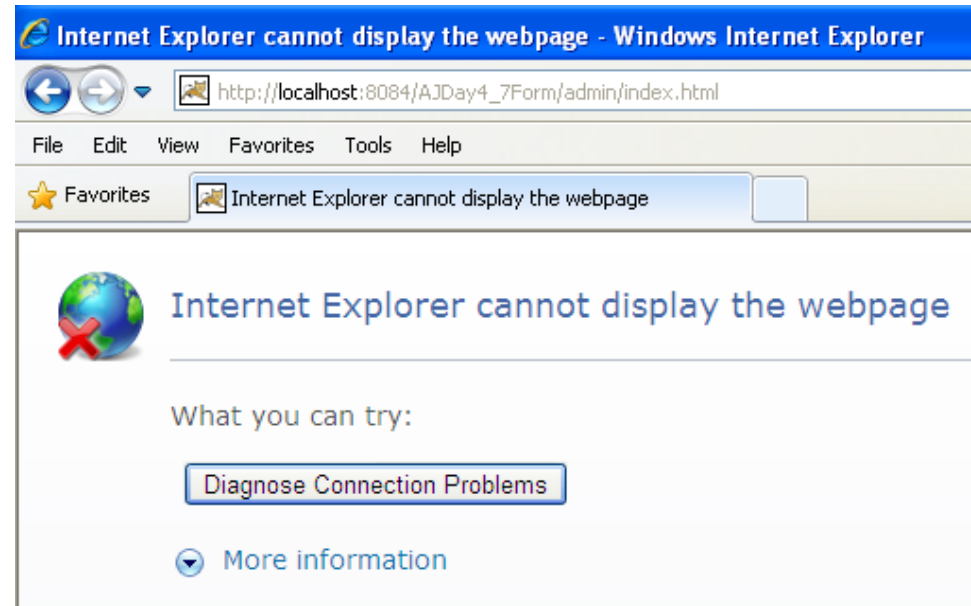 Internet Explorer cannot display the webpage - Windows Internet Explorer
http://localhost:8084/AJDay4_7Form/admin/index.html
File Edit View Favorites Tools Help
Favorites Internet Explorer cannot display the webpage
Internet Explorer cannot display the webpage
What you can try:
Diagnose Connection Problems
More information